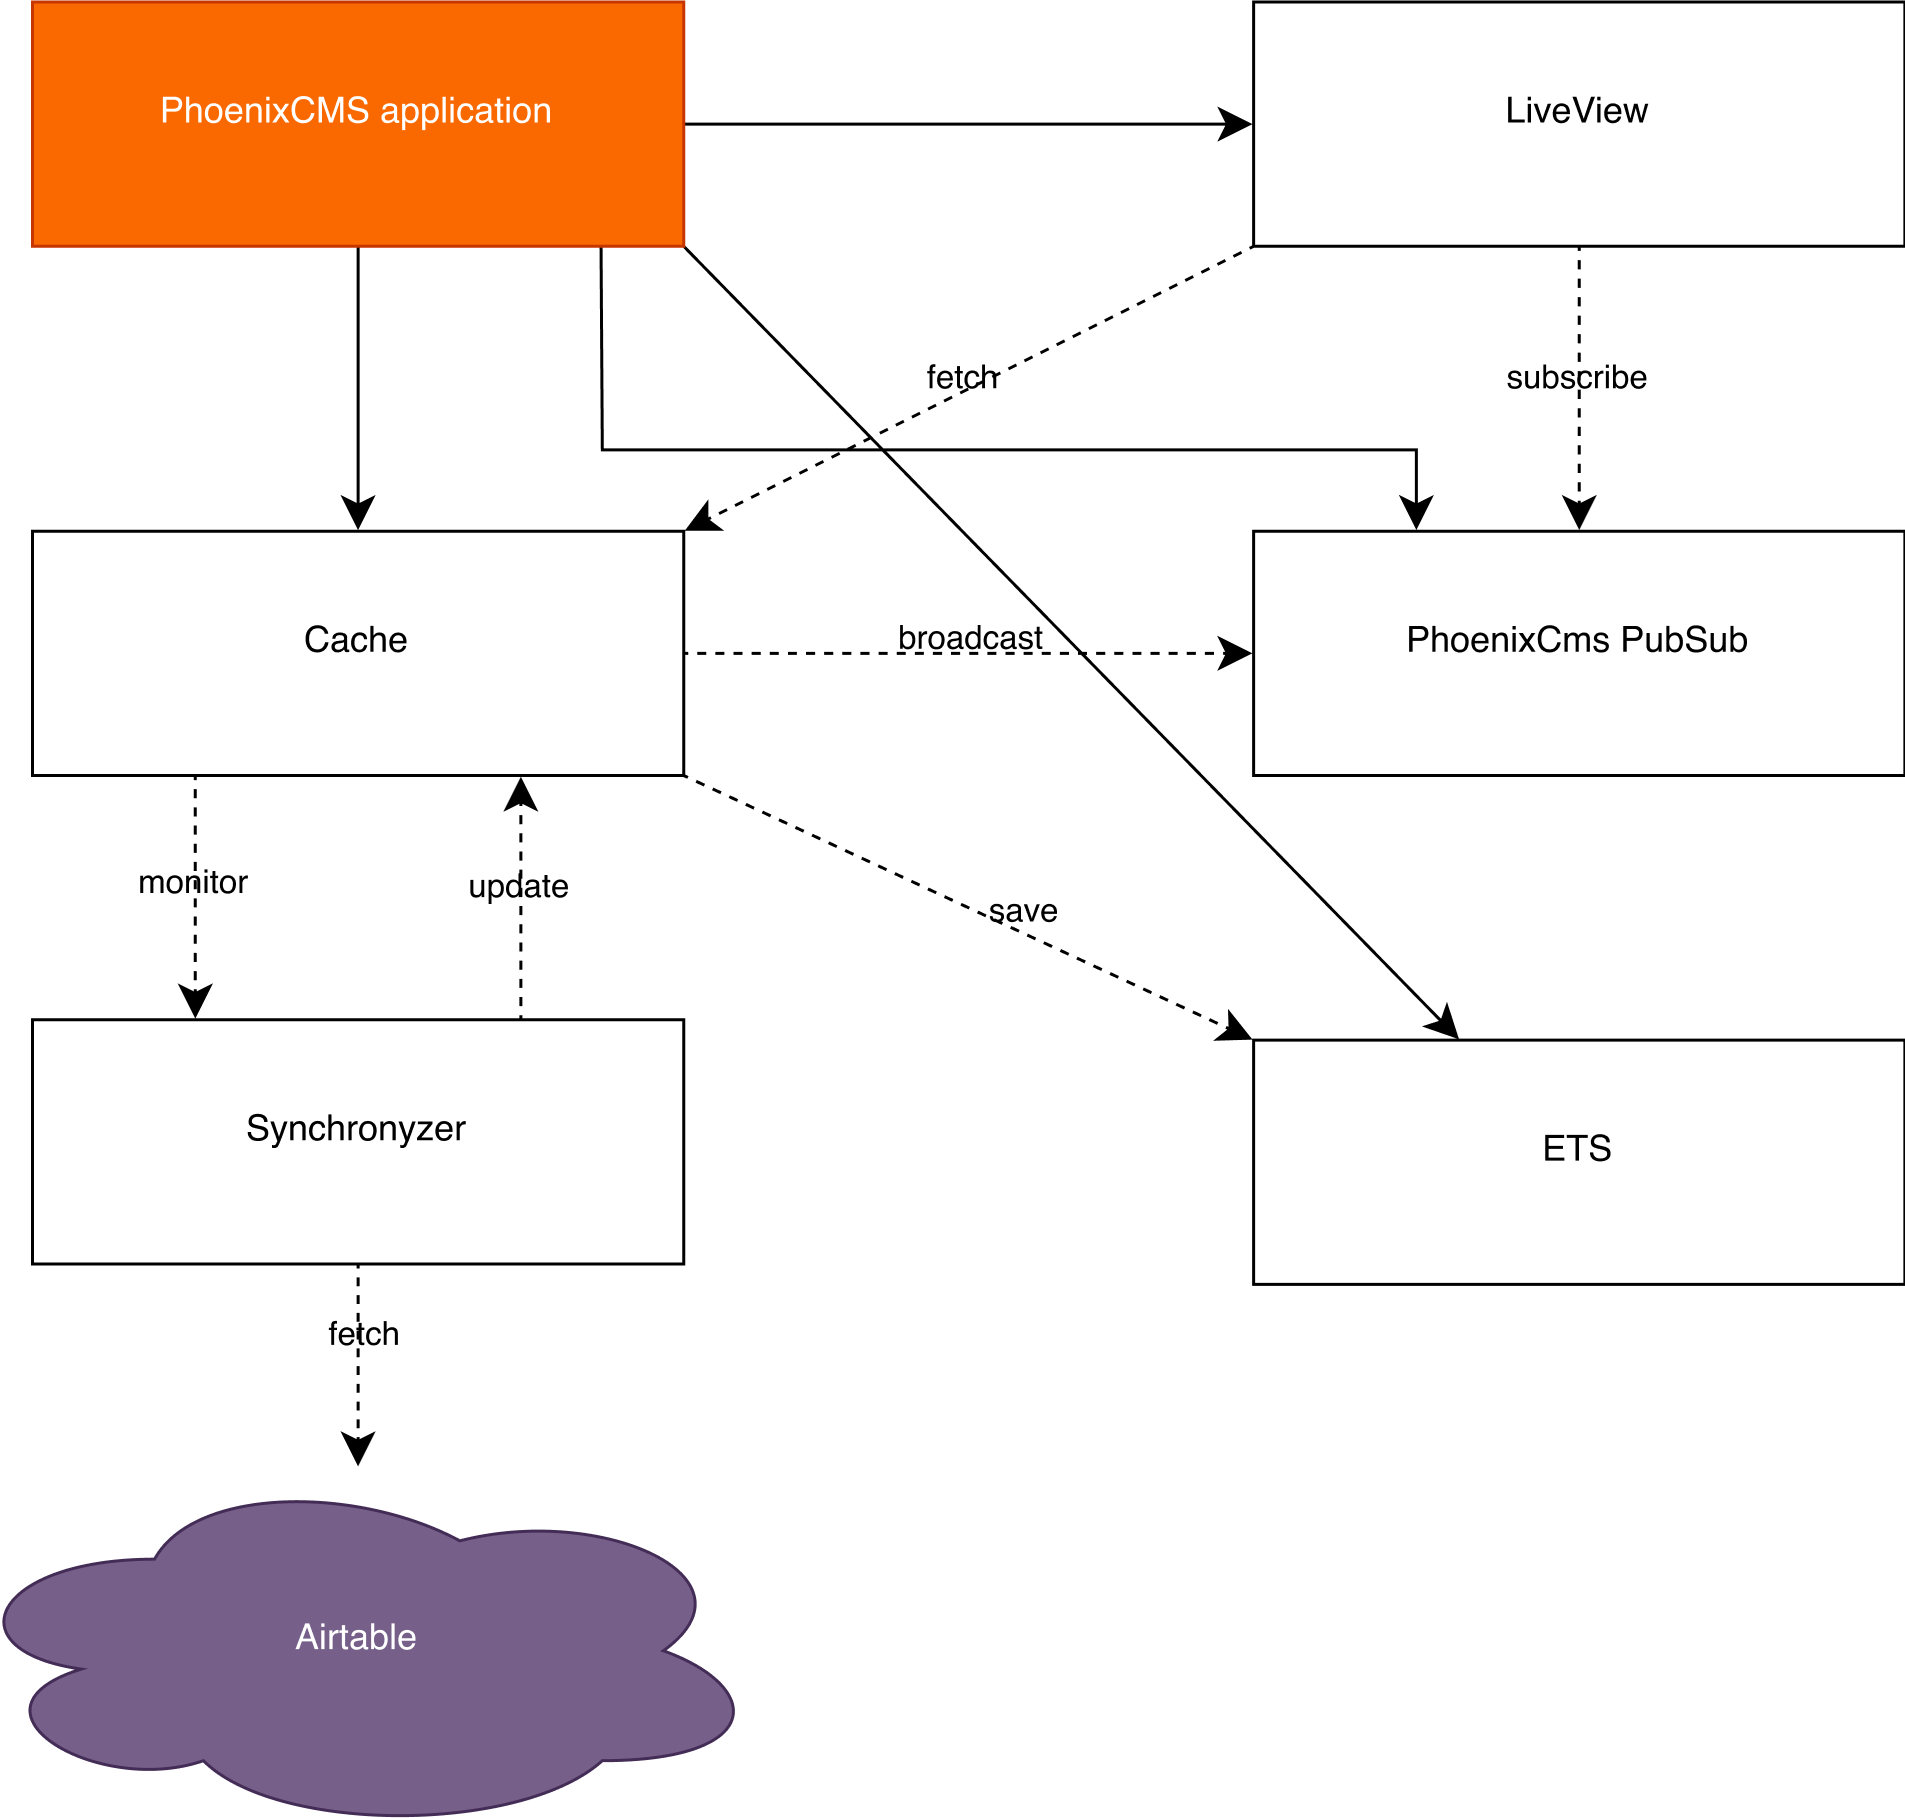 PhoenixCMS application
LiveView
fetch
subscribe
Cache
broadcast
PhoenixCms PubSub
monitor
update
save
Synchronyzer
ETS
fetch
Airtable